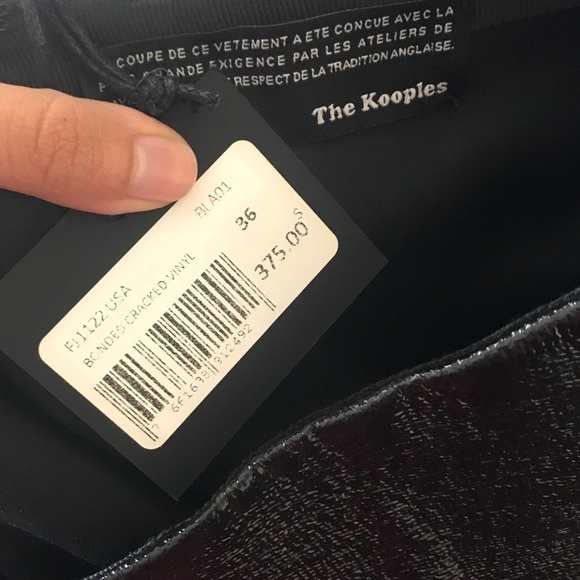 COUPE DE CE VETEMENT A ETE CONCUE AVEC LA
GRANDE EXIGENCE PAR LES ATELIERS DE
RESPECT DE LA TRADITION ANGLAISE.
The Kooples
BLA01
36
375.00$
FJ1122 USA
BONDED CRACKED VINYL